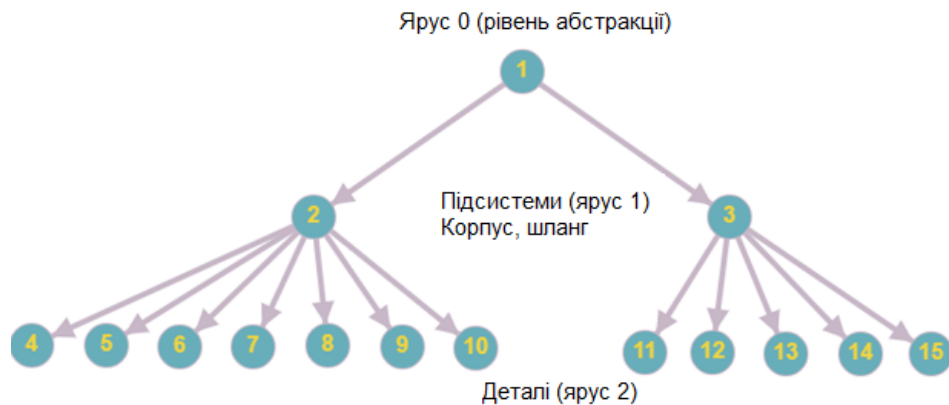 Ярус 0 (рівень абстракції)
1
2
Підсистеми (ярус 1)
Корпус, шланг
3
4 5 6 7 8 9 10 11 12 13 14 15
Деталі (ярус 2)